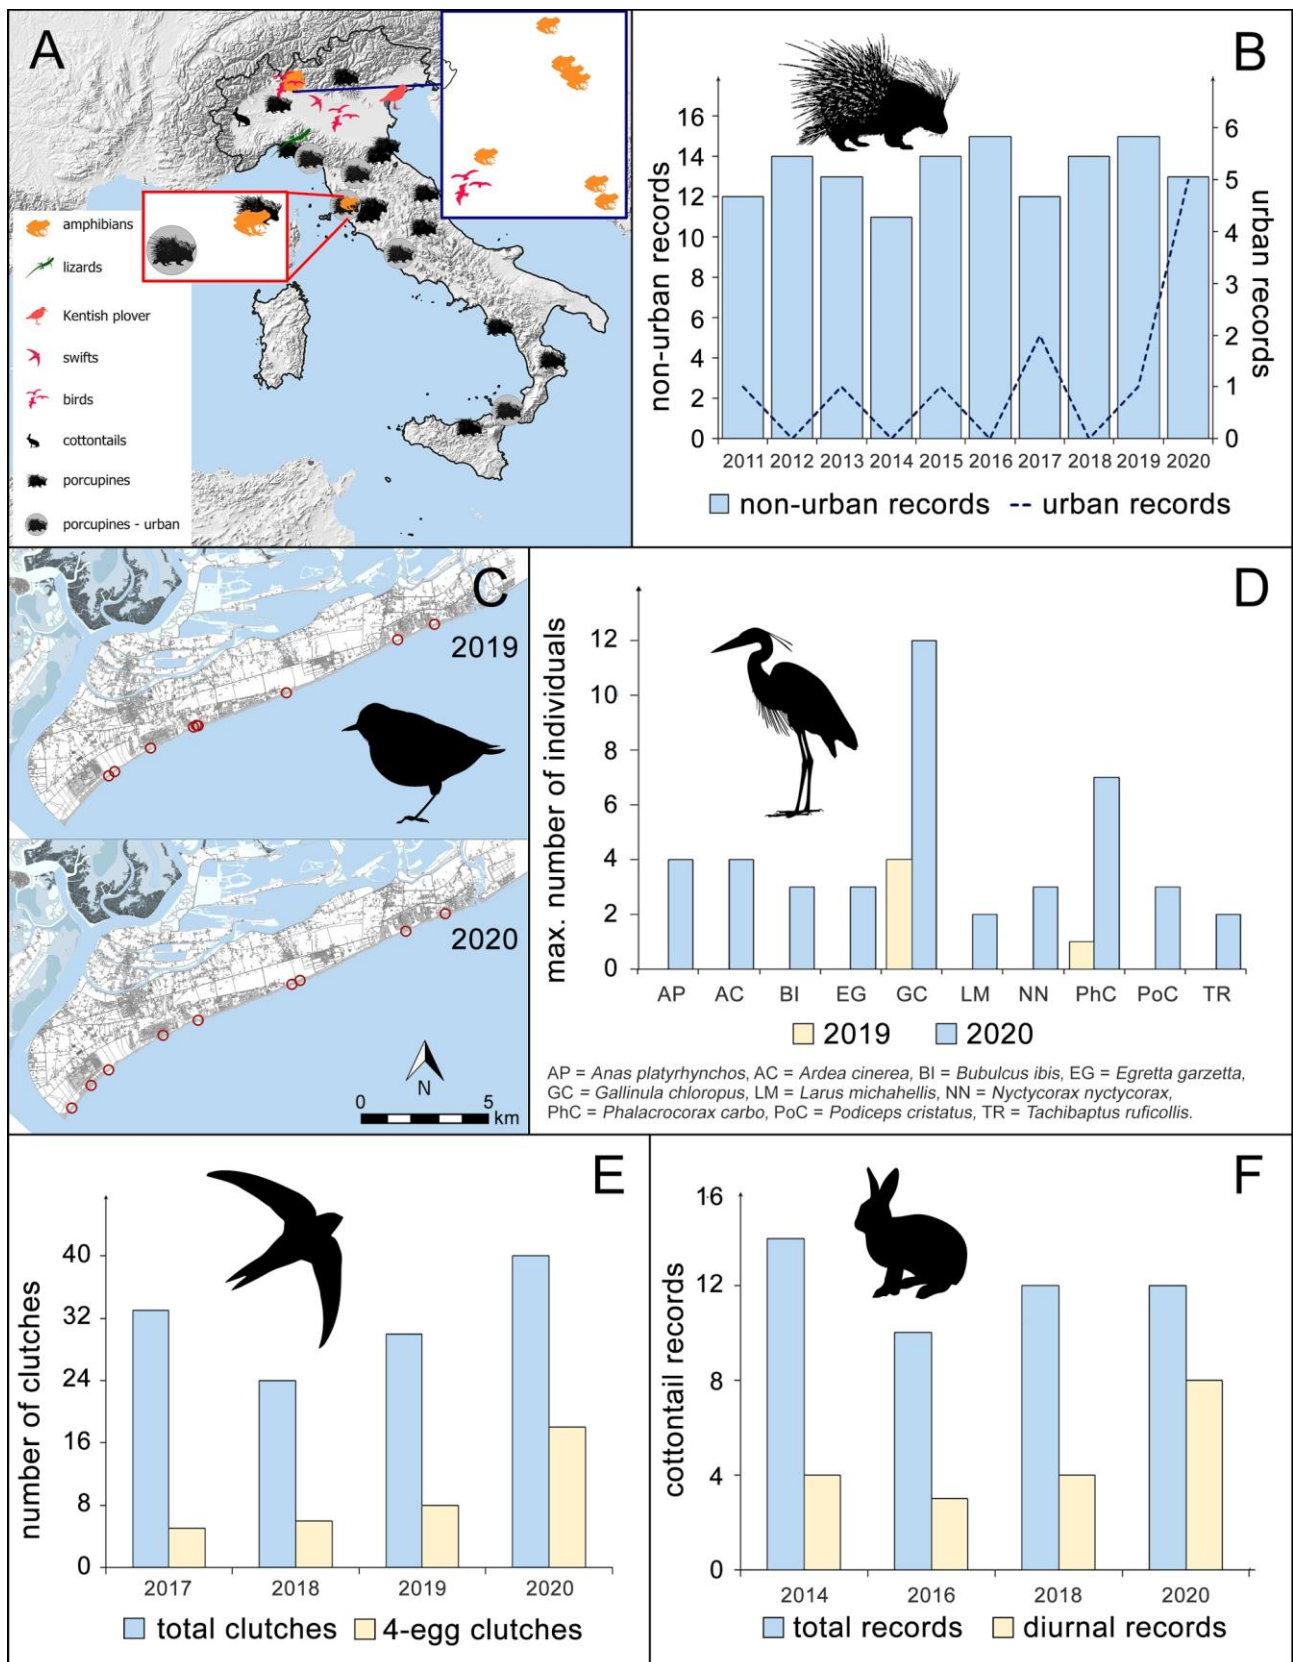 A
amphibians
lizards
Kentish plover
swifts
birds
cottontails
porcupines
porcupines - urban
B
non-urban records
16
14
12
10
8
6
4
2
0
urban records
6
5
4
3
2
1
0
2011 2012 2013 2014 2015 2016 2017 2018 2019 2020
non-urban records
urban records
C
2019
2020
N
0 5
km
D
max. number of individuals
12
10
8
6
4
2
0
AP AC BI EG GC LM NN PhC PoC TR
2019 2020
AP = Anas platyrhynchos, AC = Ardea cinerea, BI = Bubulcus ibis, EG = Egretta garzetta,
GC = Gallinula chloropus, LM = Larus michahellis, NN = Nyctycorax nyctycorax,
PhC = Phalacrocorax carbo, PoC = Podiceps cristatus, TR = Tachibaptus ruficollis.
E
number of clutches
40
32
24
16
8
0
2017 2018 2019 2020
total clutches 4-egg clutches
F
cottontail records
16
12
8
4
0
2014 2016 2018 2020
total records diurnal records